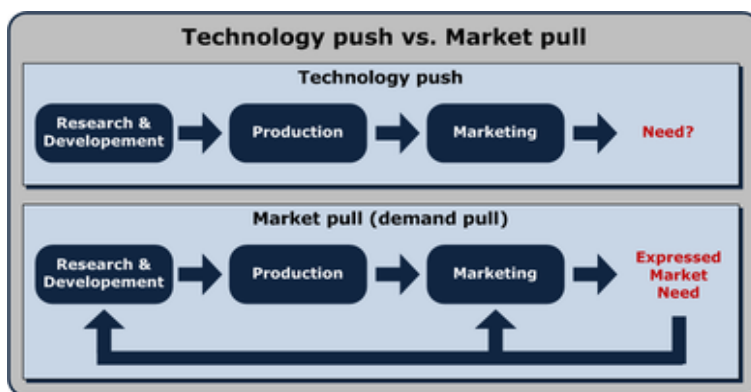 Technology push vs. Market pull
Technology push
Research &
Developement
Production
Marketing
Need?
Market pull (demand pull)
Research &
Developement
Production
Marketing
Expressed
Market
Need